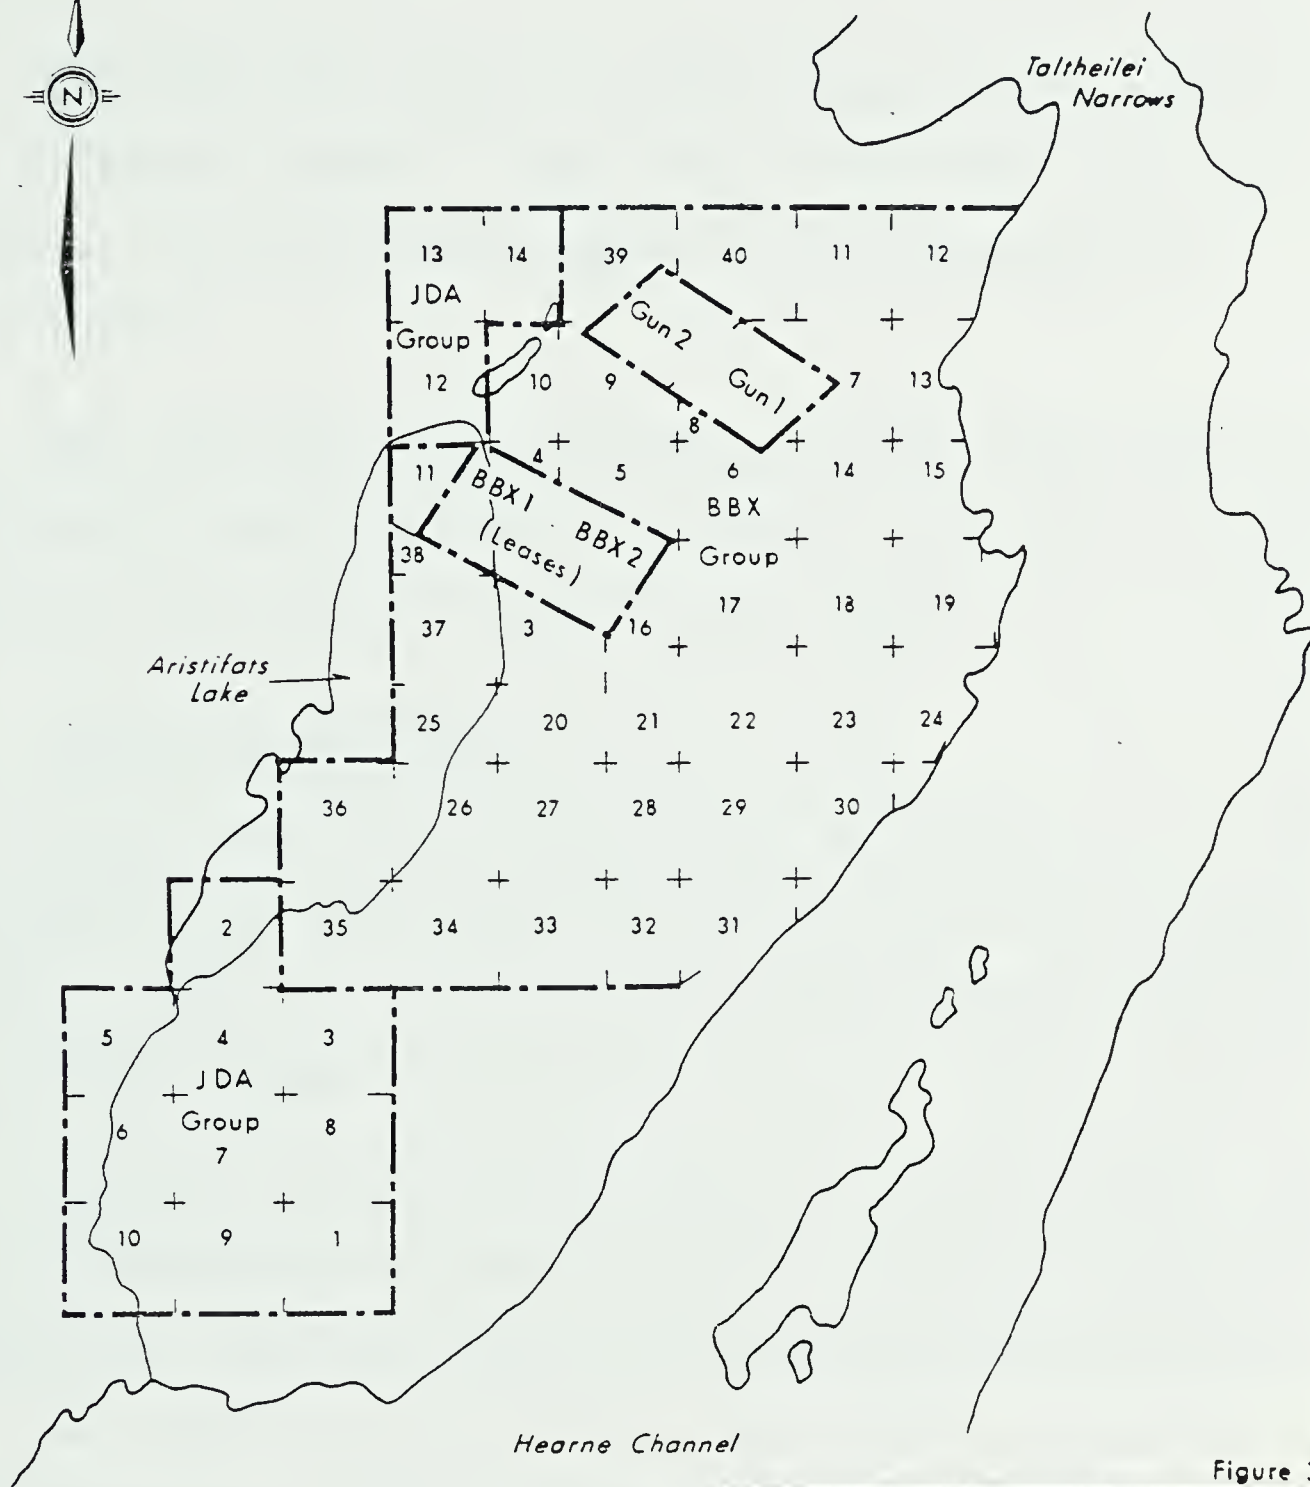 N
Taltheilei
Narrows
13 14 39 40 11 12
JDA
Group
Gun 2
12 10 9 Gun 1 7 13
8
11 4 5 6 14 15
BBX 1
BBX 2
(Leases)
BBX
Group
38
37 3 16 17 18 19
Aristifats
Lake
25 20 21 22 23 24
36 26 27 28 29 30
2 35 34 33 32 31
5 4 3
JDA
Group
6 7 8
10 9 1
Hearne Channel
Figure